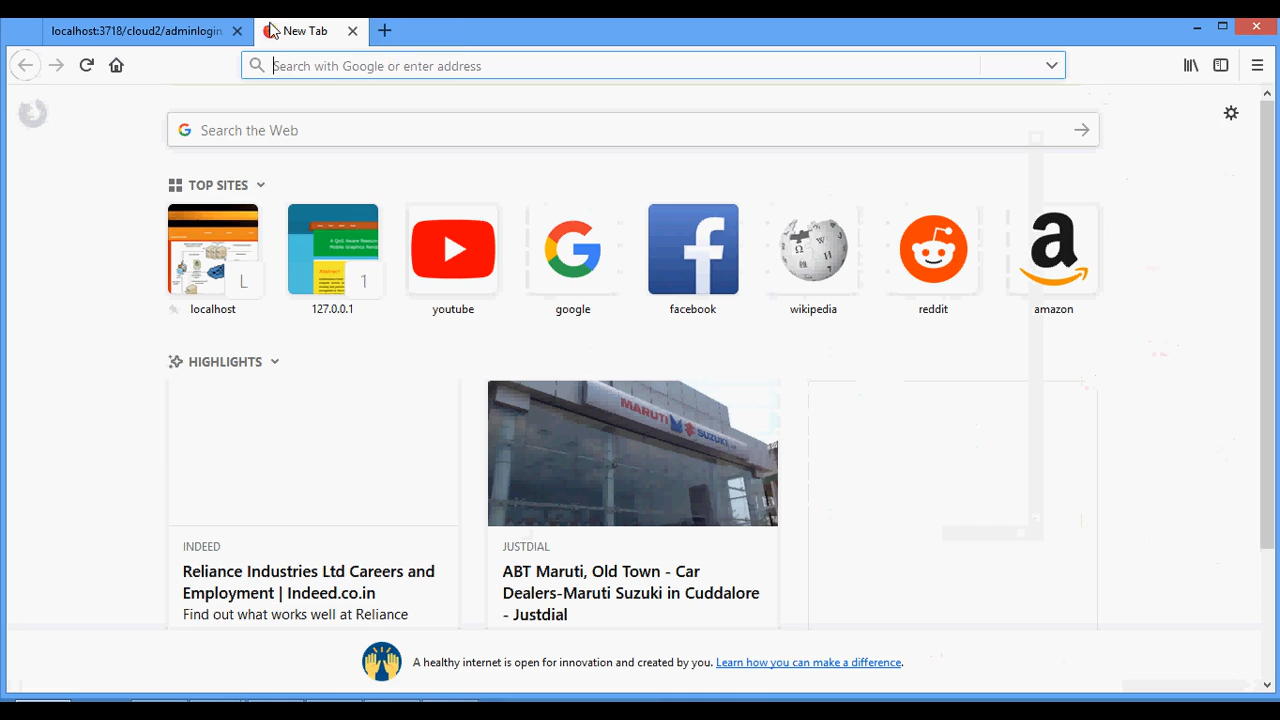 localhost:3718/cloud2/adminlogin.
New Tab
Search with Google or enter address
Search the Web
TOP SITES
L
1
localhost
127.0.0.1
youtube
google
facebook
wikipedia
reddit
amazon
HIGHLIGHTS
MARUTI SUZUKI
INDEED
Reliance Industries Ltd Careers and
Employment | Indeed.co.in
Find out what works well at Reliance
JUSTDIAL
ABT Maruti, Old Town - Car
Dealers-Maruti Suzuki in Cuddalore
- Justdial
A healthy internet is open for innovation and created by you. Learn how you can make a difference.